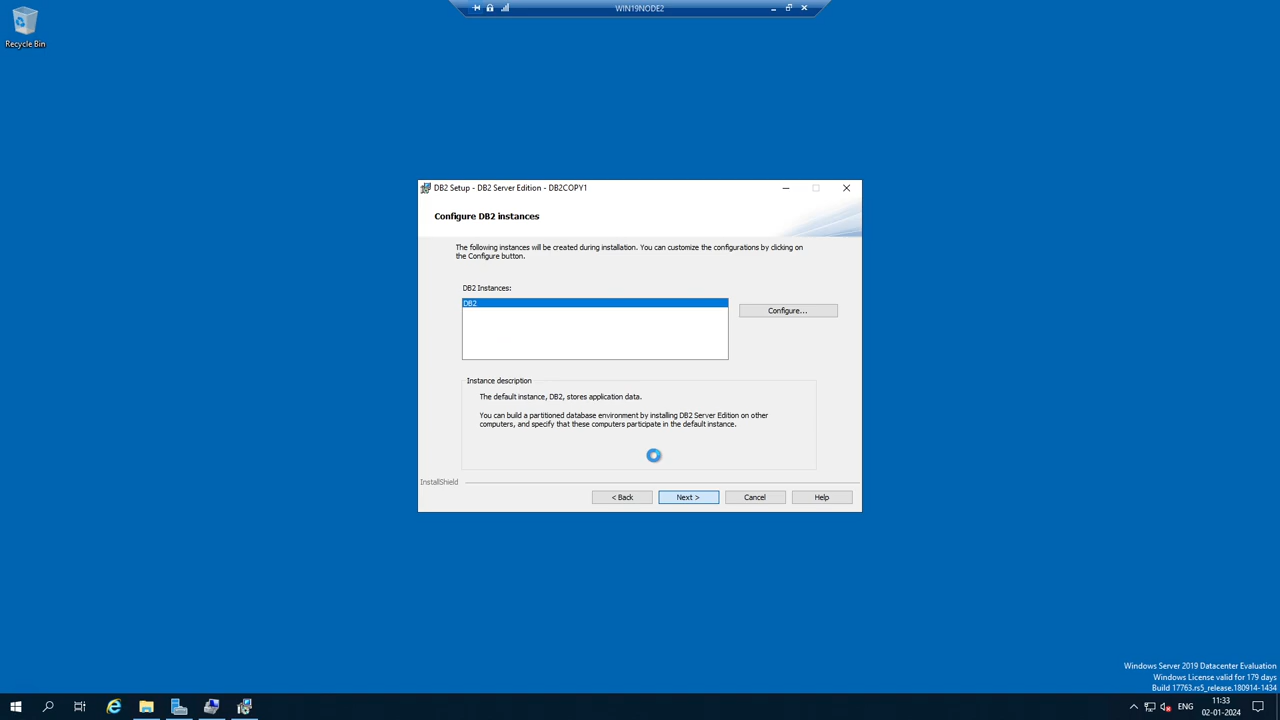 WIN19NODE2
Recycle Bin
DB2 Setup - DB2 Server Edition - DB2COPY1
Configure DB2 instances
The following instances will be created during installation. You can customize the configurations by clicking on
the Configure button.
DB2 Instances:
DB2
Configure...
Instance description
The default instance, DB2, stores application data.
You can build a partitioned database environment by installing DB2 Server Edition on other
computers, and specify that these computers participate in the default instance.
InstallShield
< Back
Next >
Cancel
Help
Windows Server 2019 Datacenter Evaluation
Windows License valid for 179 days
Build 17763.rs5_release.180914-1434
ENG
11:33
02-01-2024